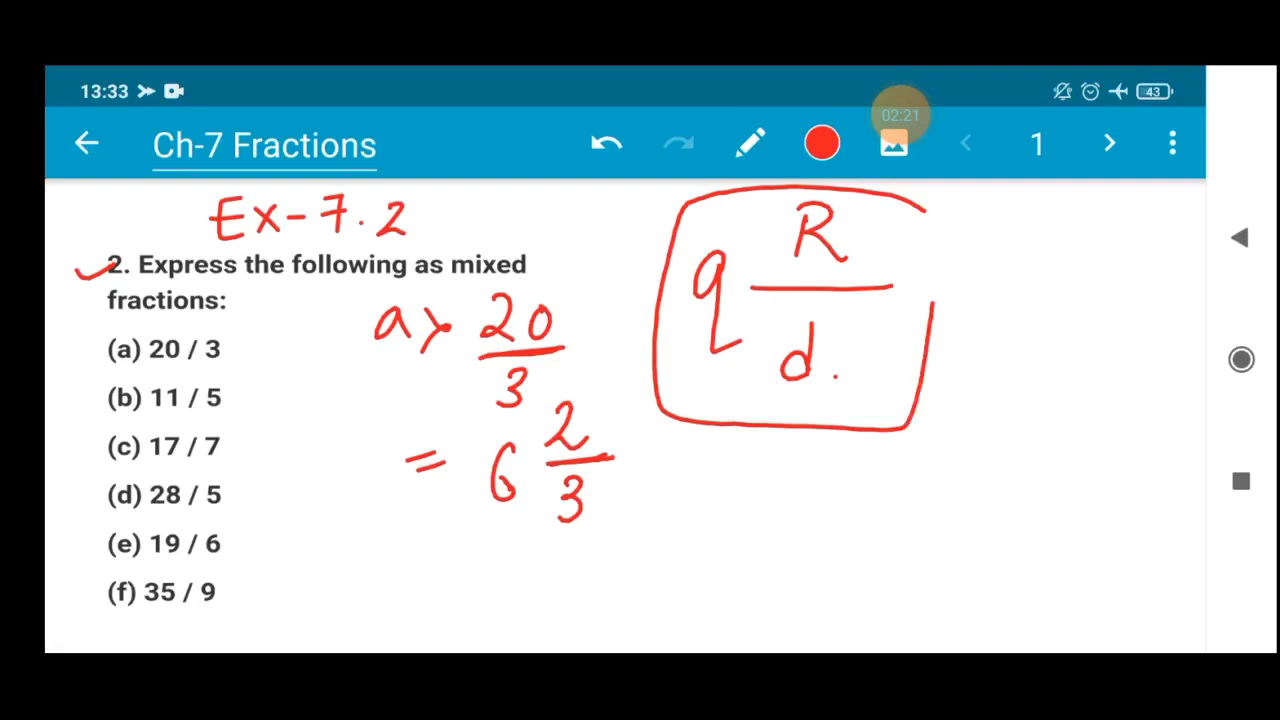 13:33
43
02:21
Ch-7 Fractions
1
Ex-7.2
2. Express the following as mixed
fractions:
(a) 20 / 3
(b) 11 / 5
(c) 17 / 7
(d) 28 / 5
(e) 19 / 6
(f) 35 / 9
a> 20/3
= 6 2/3
q R/d.